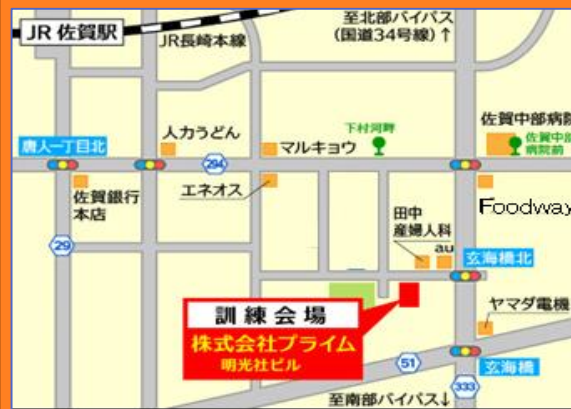 JR 佐賀駅
JR長崎本線
至北部バイパス
(国道34号線)↑
唐人一丁目北
人力うどん
294
マルキョウ
下村河畔
佐賀中部病院
佐賀中部
病院前
佐賀銀行
本店
エネオス
Foodway
29
田中
産婦人科
au
玄海橋北
訓練会場
株式会社プライム
明光社ビル
ヤマダ電機
51
玄海橋
333
至南部バイパス↓